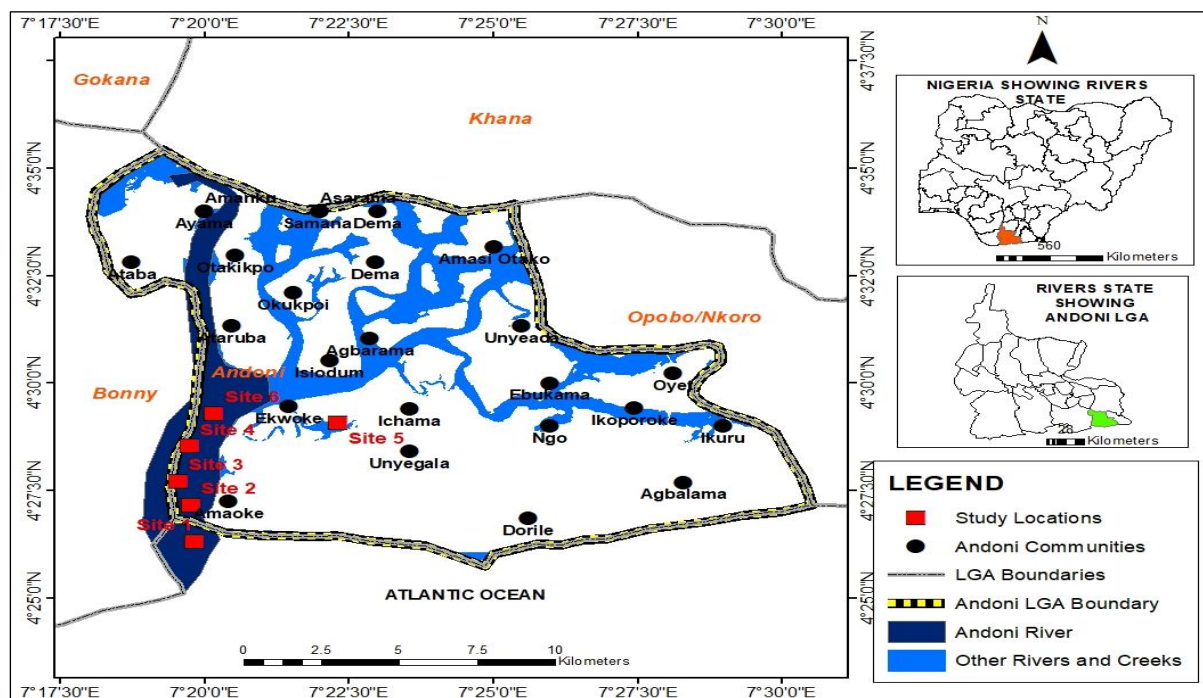 7°17'30"E 7°20'0"E 7°22'30"E 7°25'0"E 7°27'30"E 7°30'0"E
N
4°37'30"N
4°37'30"N
Gokana
Khana
4°35'0"N
4°35'0"N
Amanku
Asarama
Ayama
Samana
Dema
Otakikpo
Ataba
Dema
Amasi Otako
4°32'30"N
4°32'30"N
Okukpoi
Opobo/Nkoro
Ataruba
Unyeada
Agbarama
Isiodum
Andoni
Bonny
4°30'0"N
4°30'0"N
Oyet
Ebukama
Site 6
Ekwoke
Ichama
Ikoporoke
Site 4
Site 5
Ngo
Ikuru
Site 3
Unyegala
4°27'30"N
4°27'30"N
Site 2
Agbalama
Amaoke
Site 1
Dorile
4°25'0"N
4°25'0"N
ATLANTIC OCEAN
0 2.5 5 7.5 10
Kilometers
7°17'30"E 7°20'0"E 7°22'30"E 7°25'0"E 7°27'30"E 7°30'0"E
NIGERIA SHOWING RIVERS
STATE
560
Kilometers
RIVERS STATE
SHOWING
ANDONI LGA
Kilometers
LEGEND
Study Locations
Andoni Communities
LGA Boundaries
Andoni LGA Boundary
Andoni River
Other Rivers and Creeks